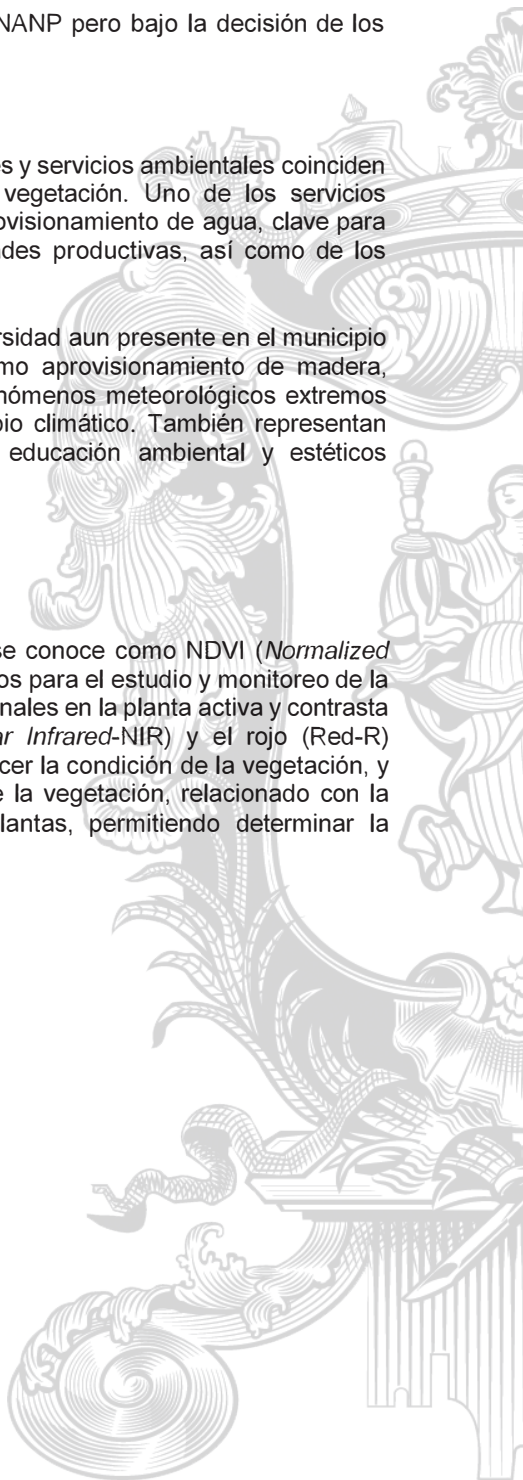 NANP pero bajo la decisión de los
es y servicios ambientales coinciden
vegetación. Uno de los servicios
ovisionamiento de agua, clave para
ades productivas, así como de los
ersidad aun presente en el municipio
mo aprovisionamiento de madera,
nómenos meteorológicos extremos
bio climático. También representan
educación ambiental y estéticos
se conoce como NDVI (Normalized
os para el estudio y monitoreo de la
nales en la planta activa y contrasta
ar Infrared-NIR) y el rojo (Red-R)
cer la condición de la vegetación, y
e la vegetación, relacionado con la
lantas, permitiendo determinar la